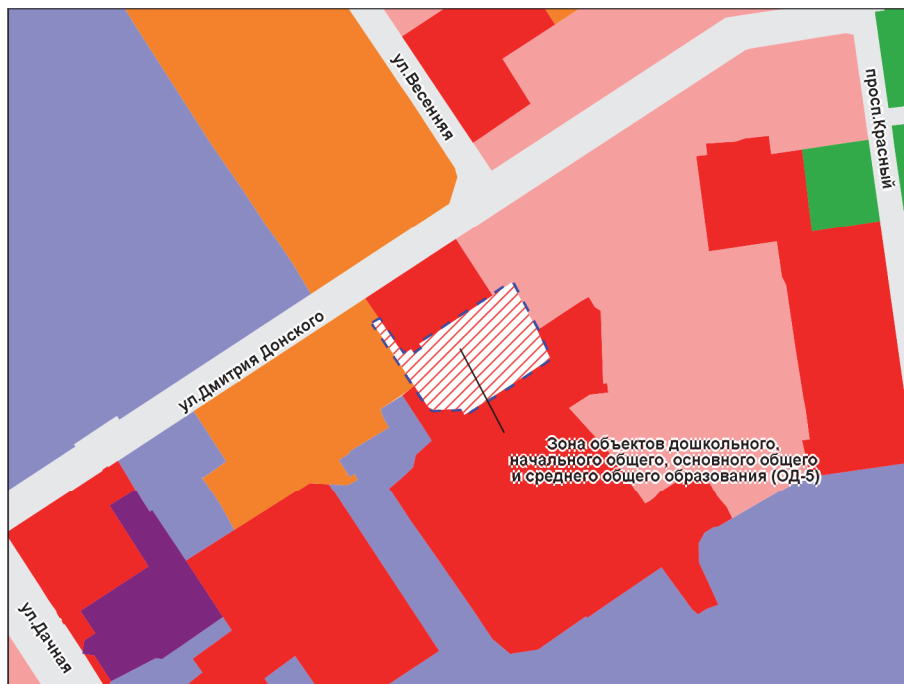 ул.Весенняя
просп.Красный
ул.Дмитрия Донского
Зона объектов дошкольного,
начального общего, основного общего
и среднего общего образования (ОД-5)
ул.Дачная